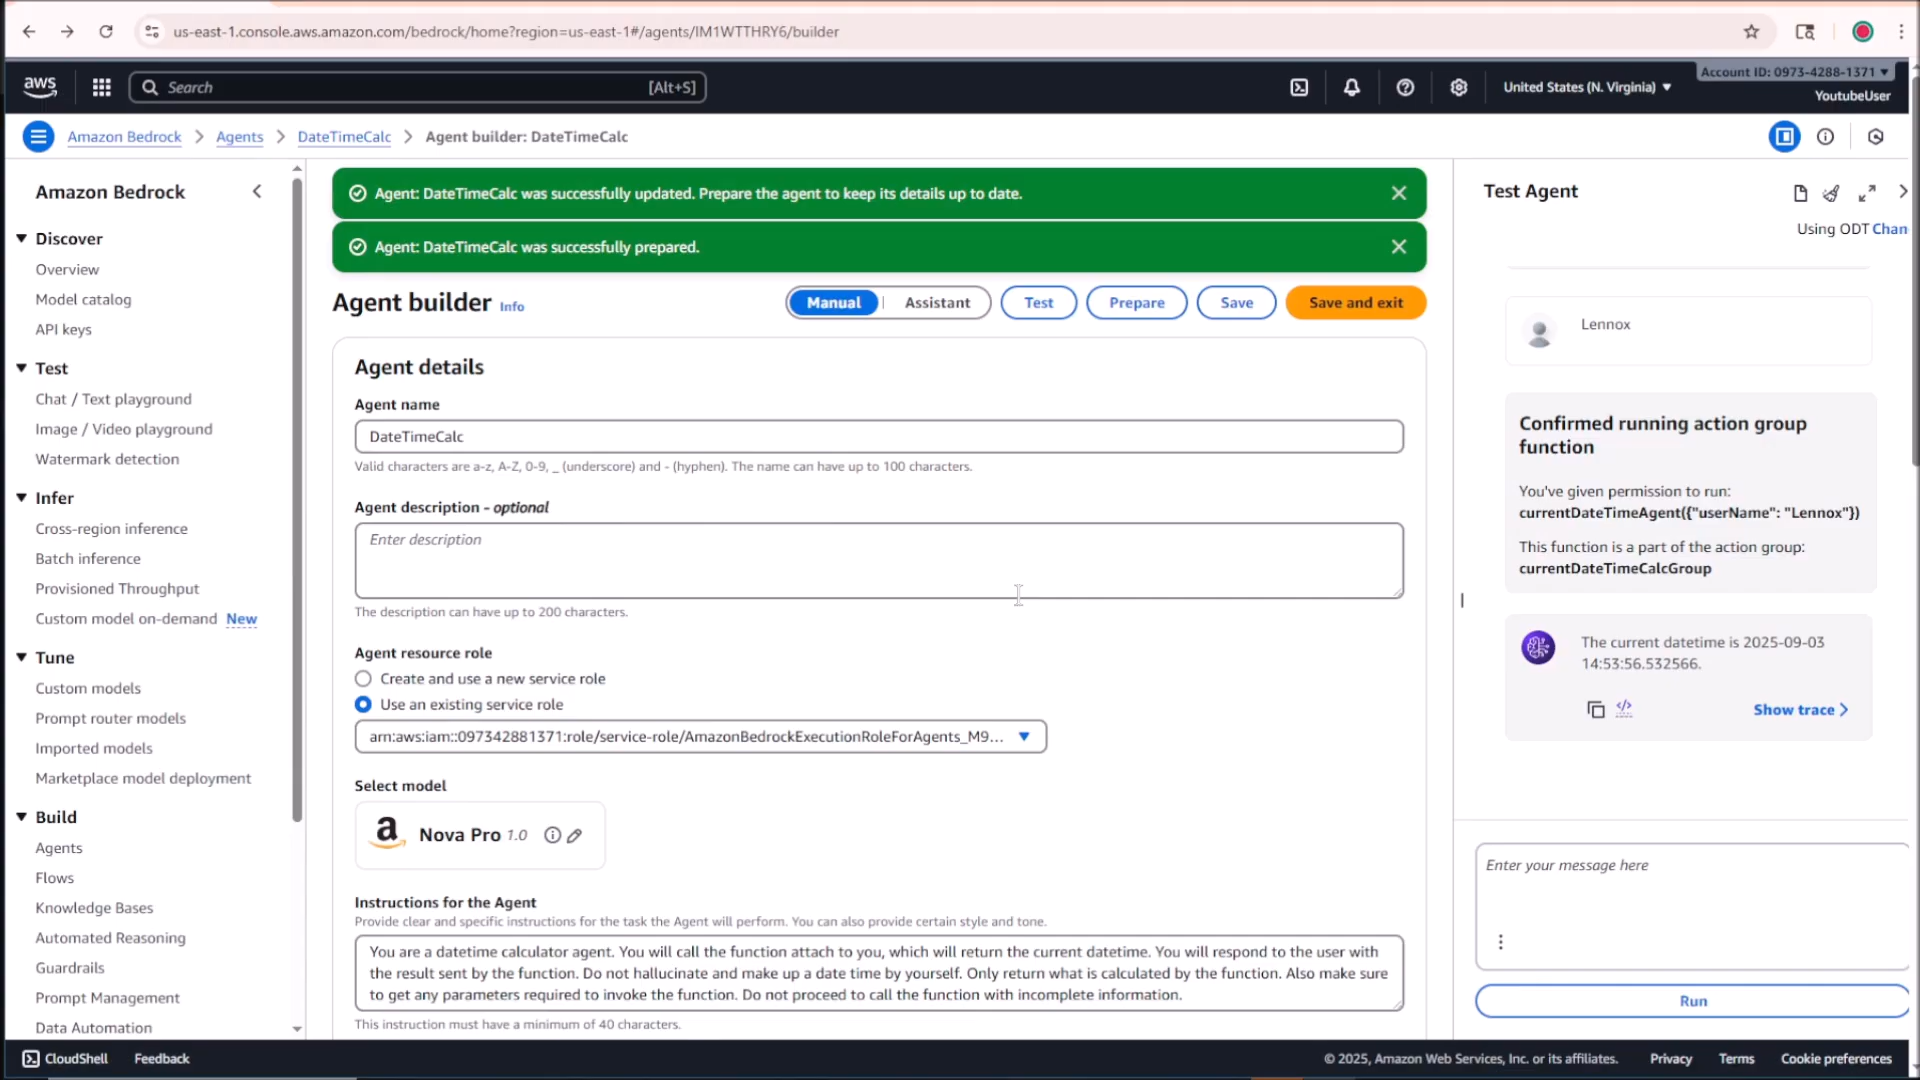 us-east-1.console.aws.amazon.com/bedrock/home?region=us-east-1#/agents/IM1WTTHRY6/builder
aws
Search
[Alt+S]
United States (N. Virginia)
Account ID: 0973-4288-1371
YoutubeUser
Amazon Bedrock
Agents
DateTimeCalc
Agent builder: DateTimeCalc
Amazon Bedrock
Discover
Overview
Model catalog
API keys
Test
Chat / Text playground
Image / Video playground
Watermark detection
Infer
Cross-region inference
Batch inference
Provisioned Throughput
Custom model on-demand New
Tune
Custom models
Prompt router models
Imported models
Marketplace model deployment
Build
Agents
Flows
Knowledge Bases
Automated Reasoning
Guardrails
Prompt Management
Data Automation
Agent: DateTimeCalc was successfully updated. Prepare the agent to keep its details up to date.
Agent: DateTimeCalc was successfully prepared.
Agent builder Info
Manual
Assistant
Test
Prepare
Save
Save and exit
Agent details
Agent name
DateTimeCalc
Valid characters are a-z, A-Z, 0-9, _ (underscore) and - (hyphen). The name can have up to 100 characters.
Agent description - optional
Enter description
The description can have up to 200 characters.
Agent resource role
Create and use a new service role
Use an existing service role
arn:aws:iam::097342881371:role/service-role/AmazonBedrockExecutionRoleForAgents_M9...
Select model
a
Nova Pro 1.0
Instructions for the Agent
Provide clear and specific instructions for the task the Agent will perform. You can also provide certain style and tone.
You are a datetime calculator agent. You will call the function attach to you, which will return the current datetime. You will respond to the user with
the result sent by the function. Do not hallucinate and make up a date time by yourself. Only return what is calculated by the function. Also make sure
to get any parameters required to invoke the function. Do not proceed to call the function with incomplete information.
This instruction must have a minimum of 40 characters.
Test Agent
Using ODT Chan
Lennox
Confirmed running action group
function
You've given permission to run:
currentDateTimeAgent({"userName": "Lennox"})
This function is a part of the action group:
currentDateTimeCalcGroup
The current datetime is 2025-09-03
14:53:56.532566.
Show trace
Enter your message here
Run
CloudShell
Feedback
© 2025, Amazon Web Services, Inc. or its affiliates.
Privacy
Terms
Cookie preferences